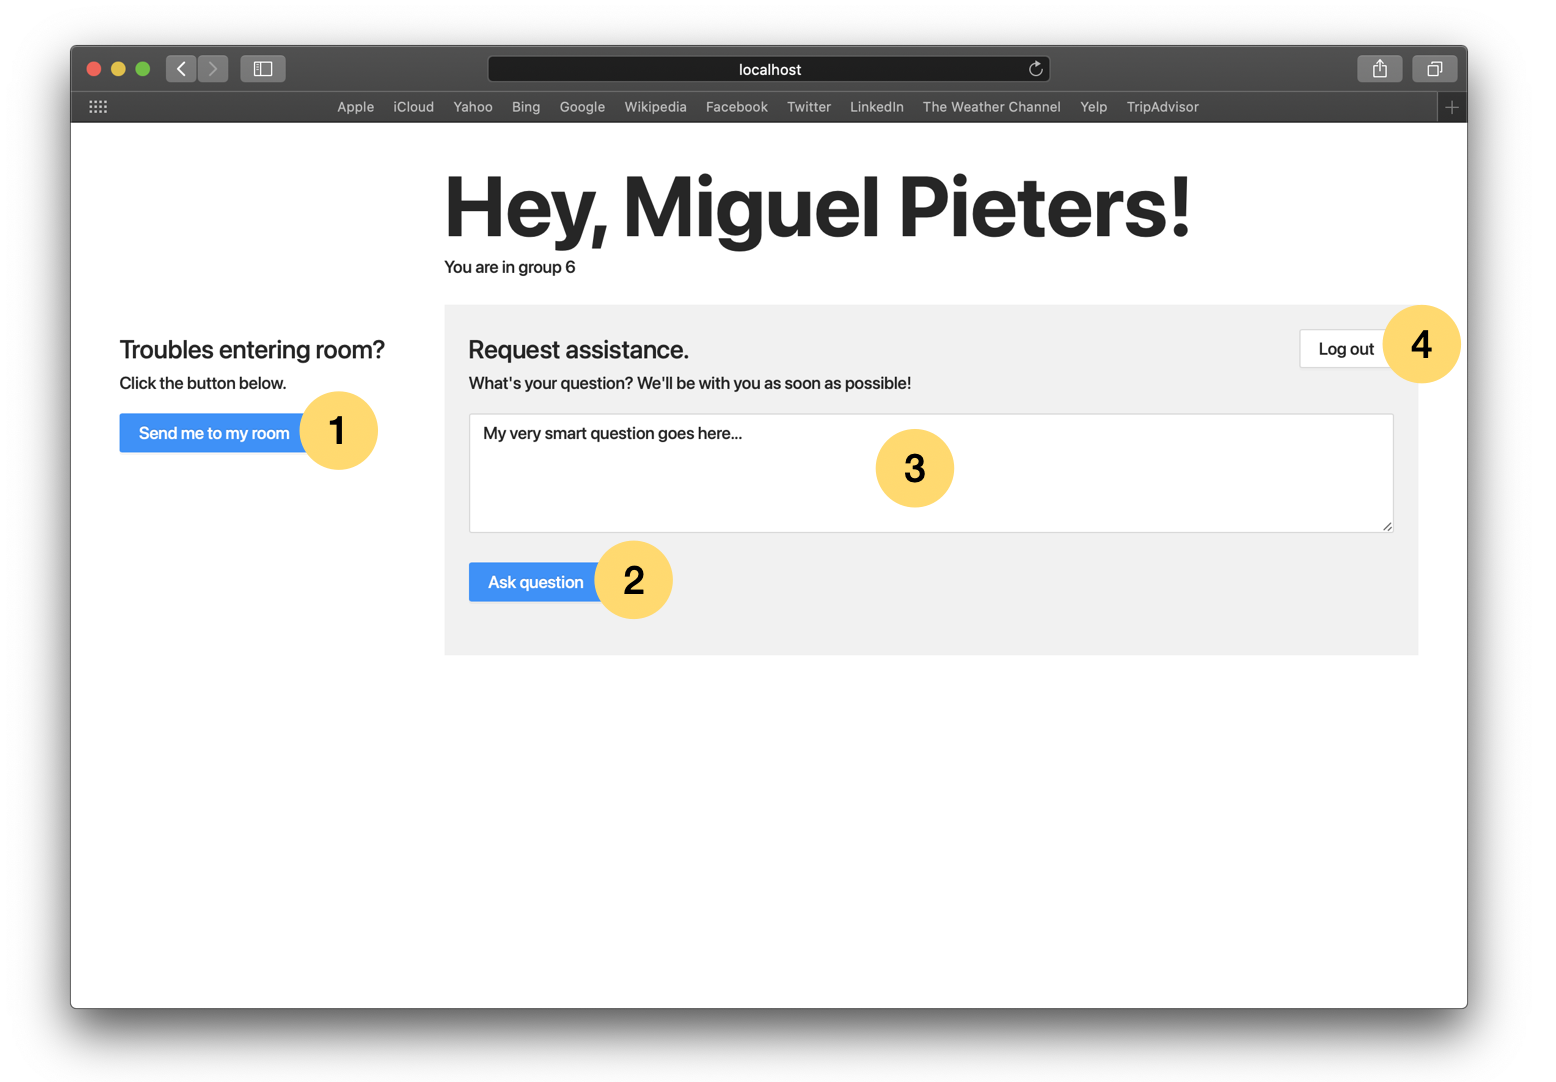 localhost
Apple iCloud Yahoo Bing Google Wikipedia Facebook Twitter LinkedIn The Weather Channel Yelp TripAdvisor
Hey, Miguel Pieters!
You are in group 6
Troubles entering room?
Click the button below.
Send me to my room
1
Request assistance.
What's your question? We'll be with you as soon as possible!
Log out
4
My very smart question goes here...
3
Ask question
2